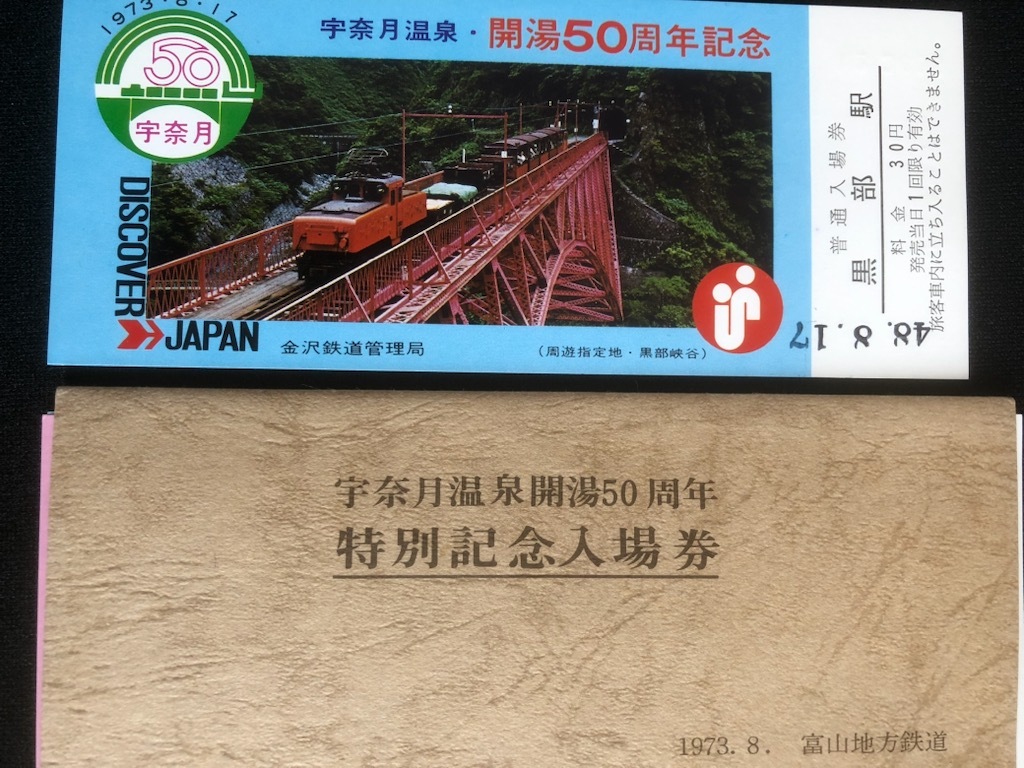 1973・8・17
50
宇奈月
宇奈月温泉・開湯50周年記念
DISCOVER
JAPAN
金沢鉄道管理局
(周遊指定地・黒部峡谷)
普通入場券
黒部駅
料金 30円
発売当日1回限り有効
旅客車内に立ち入ることはできません。
48.8.17
宇奈月温泉開湯50周年
特別記念入場券
1973.8. 富山地方鉄道